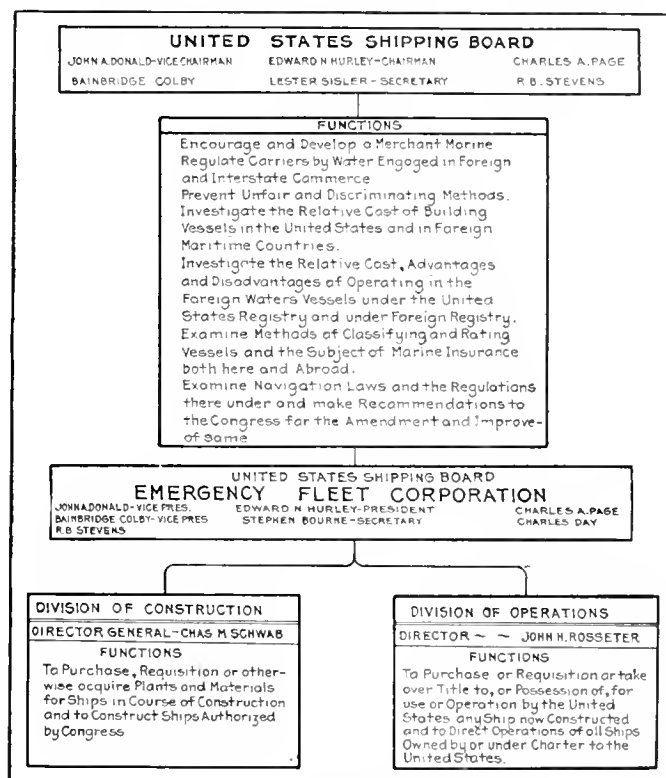 UNITED STATES SHIPPING BOARD
JOHN A. DONALD-VICE CHAIRMAN EDWARD N HURLEY-CHAIRMAN CHARLES A. PAGE
BAINBRIDGE COLBY LESTER SISLER-SECRETARY R.B. STEVENS
FUNCTIONS
Encourage and Develop a Merchant Marine
Regulate Carriers by Water Engaged in Foreign
and Interstate Commerce
Prevent Unfair and Discriminating Methods.
Investigate the Relative Cost of Building
Vessels in the United States and in Foreign
Maritime Countries.
Investigate the Relative Cost, Advantages
and Disadvantages of Operating in the
Foreign Waters Vessels under the United
States Registry and under Foreign Registry.
Examine Methods of Classifying and Rating
Vessels and the Subject of Marine Insurance
both here and Abroad.
Examine Navigation Laws and the Regulations
there under and make Recommendations to
the Congress for the Amendment and Improve-
of same
UNITED STATES SHIPPING BOARD
EMERGENCY FLEET CORPORATION
JOHN A DONALD-VICE PRES. EDWARD N HURLEY-PRESIDENT CHARLES A. PAGE
BAINBRIDGE COLBY-VICE PRES STEPHEN BOURNE-SECRETARY CHARLES DAY
R.B STEVENS
DIVISION OF CONSTRUCTION
DIRECTOR GENERAL-CHAS M SCHWAB
FUNCTIONS
To Purchase, Requisition or other-
wise acquire Plants and Materials
for Ships in Course of Construction
and to Construct Ships Authorized
by Congress
DIVISION OF OPERATIONS
DIRECTOR ~ ~ JOHN H. ROSSETER
FUNCTIONS
To Purchase or Requisition or take
over Title to, or Possession of, for
use or Operation by the United
States any Ship now Constructed
and to Direct Operations of all Ships
Owned by or under Charter to the
United States.